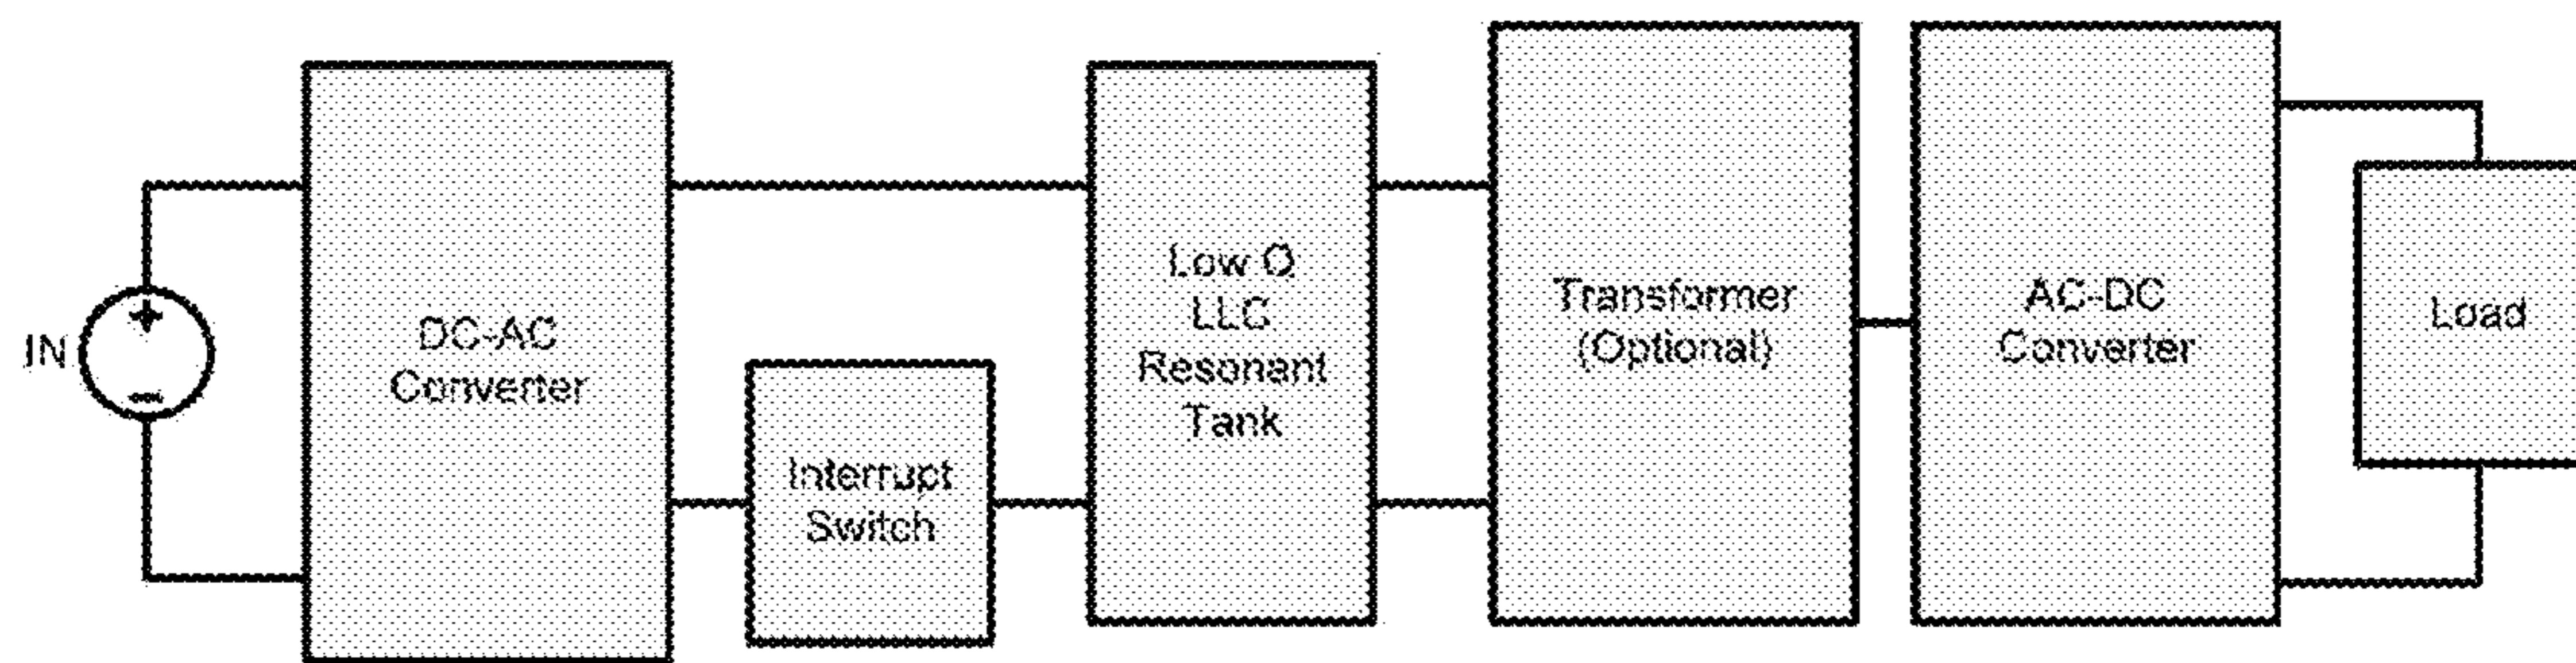 IN
DC-AC
Converter
Interrupt
Switch
Low Q
LLC
Resonant
Tank
Transformer
(Optional)
AC-DC
Converter
Load